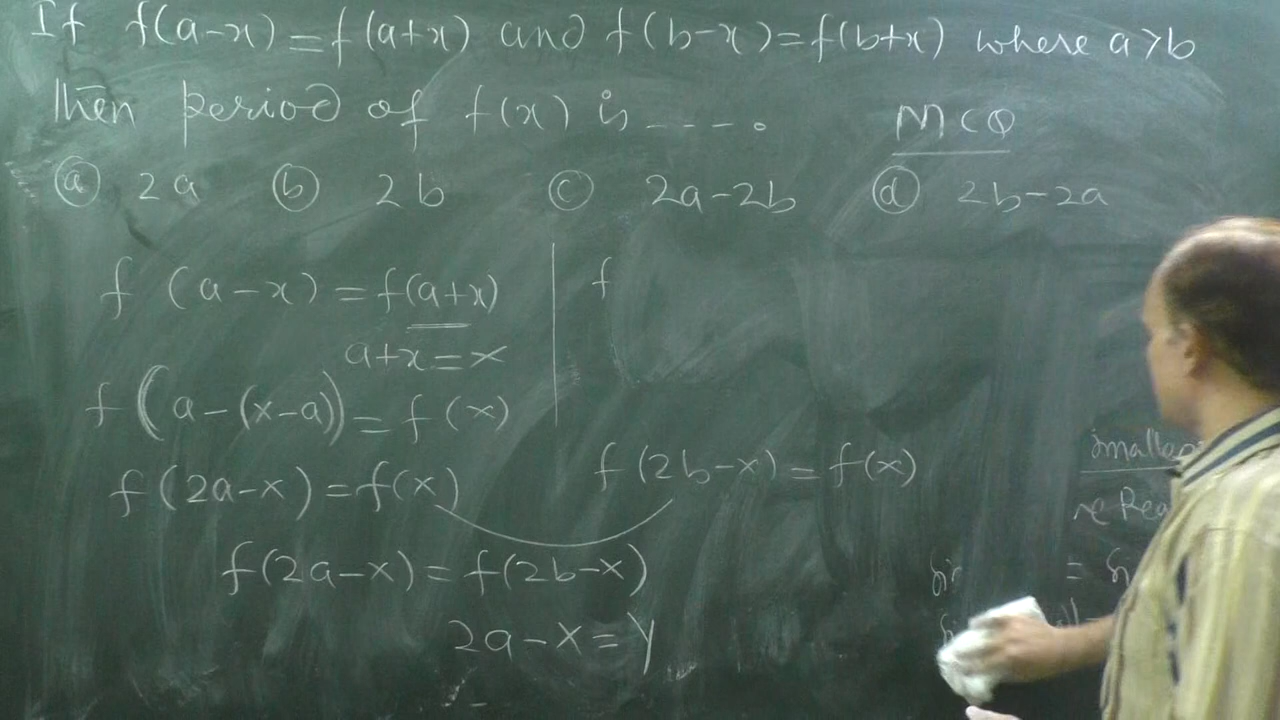 If f(a-x) = f(a+x) and f(b-x) = f(b+x) where a>b
Then period of f(x) is ----.
MCQ
ⓐ 2a ⓑ 2b ⓒ 2a-2b ⓓ 2b-2a
f (a-x) = f(a+x)
a+x = X
f(a-(X-a)) = f(X)
f(2a-X) = f(X)
f
f(2b-X) = f(X)
f(2a-X) = f(2b-X)
2a-X = Y